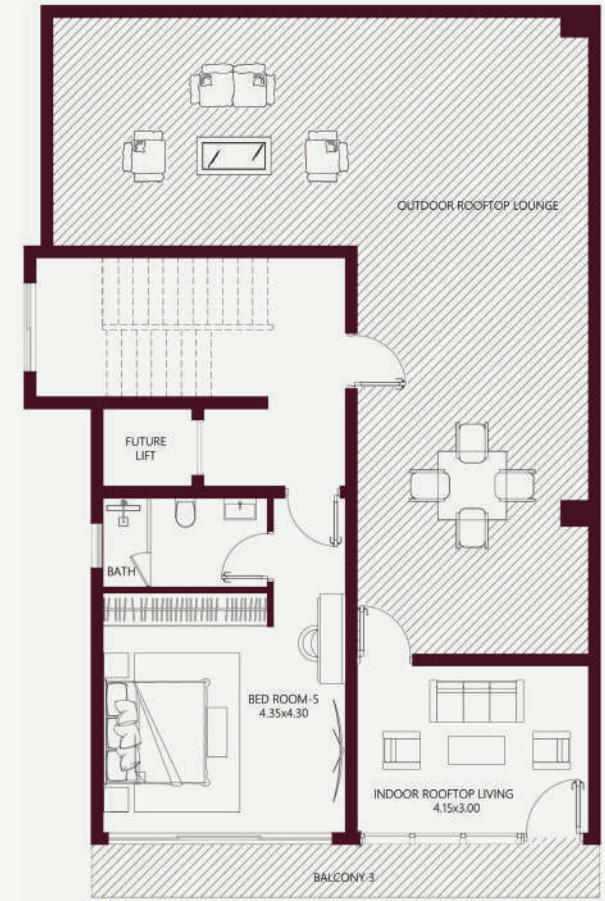 OUTDOOR ROOFTOP LOUNGE
FUTURE
LIFT
BATH
BED ROOM-5
4.35x4.30
INDOOR ROOFTOP LIVING
4.15x3.00
BALCONY 3